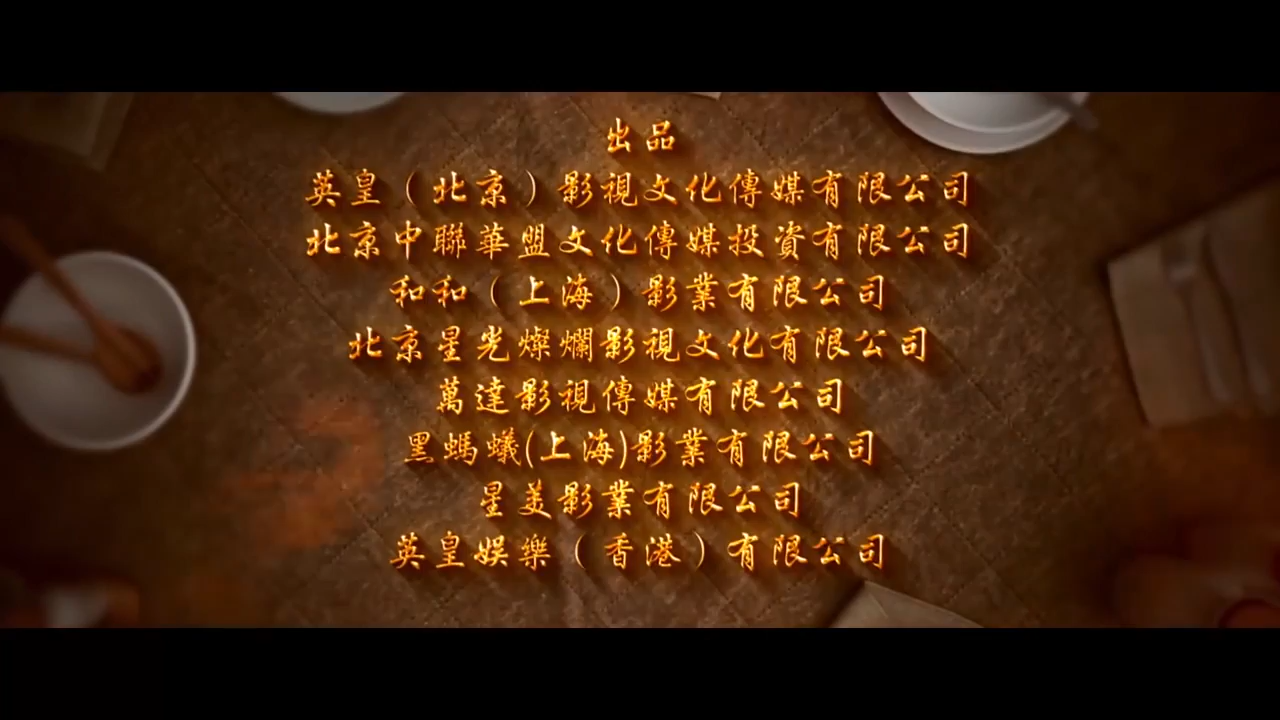 出品
英皇（北京）影視文化傳媒有限公司
北京中聯華盟文化傳媒投資有限公司
和和（上海）影業有限公司
北京星光燦爛影視文化有限公司
萬達影視傳媒有限公司
黑螞蟻(上海)影業有限公司
星美影業有限公司
英皇娛樂（香港）有限公司